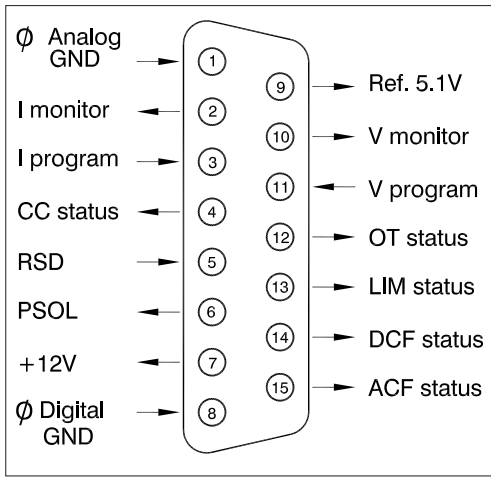 Ø Analog
GND
1
I monitor
2
I program
3
CC status
4
RSD
5
PSOL
6
+12V
7
Ø Digital
GND
8
9
Ref. 5.1V
10
V monitor
11
V program
12
OT status
13
LIM status
14
DCF status
15
ACF status